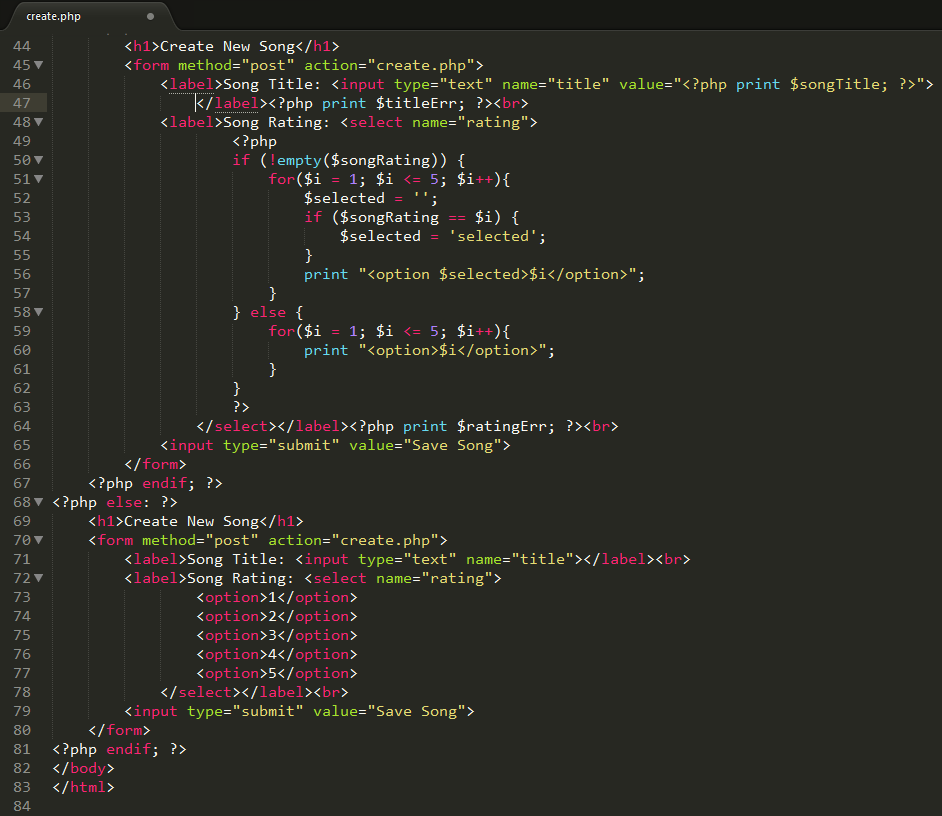 create.php
44 <h1>Create New Song</h1>
45 <form method="post" action="create.php">
46 <label>Song Title: <input type="text" name="title" value="<?php print $songTitle; ?>">
47 </label><?php print $titleErr; ?><br>
48 <label>Song Rating: <select name="rating">
49 <?php
50 if (!empty($songRating)) {
51 for($i = 1; $i <= 5; $i++){
52 $selected = '';
53 if ($songRating == $i) {
54 $selected = 'selected';
55 }
56 print "<option $selected>$i</option>";
57 }
58 } else {
59 for($i = 1; $i <= 5; $i++){
60 print "<option>$i</option>";
61 }
62 }
63 ?>
64 </select></label><?php print $ratingErr; ?><br>
65 <input type="submit" value="Save Song">
66 </form>
67 <?php endif; ?>
68 <?php else: ?>
69 <h1>Create New Song</h1>
70 <form method="post" action="create.php">
71 <label>Song Title: <input type="text" name="title"></label><br>
72 <label>Song Rating: <select name="rating">
73 <option>1</option>
74 <option>2</option>
75 <option>3</option>
76 <option>4</option>
77 <option>5</option>
78 </select></label><br>
79 <input type="submit" value="Save Song">
80 </form>
81 <?php endif; ?>
82 </body>
83 </html>
84